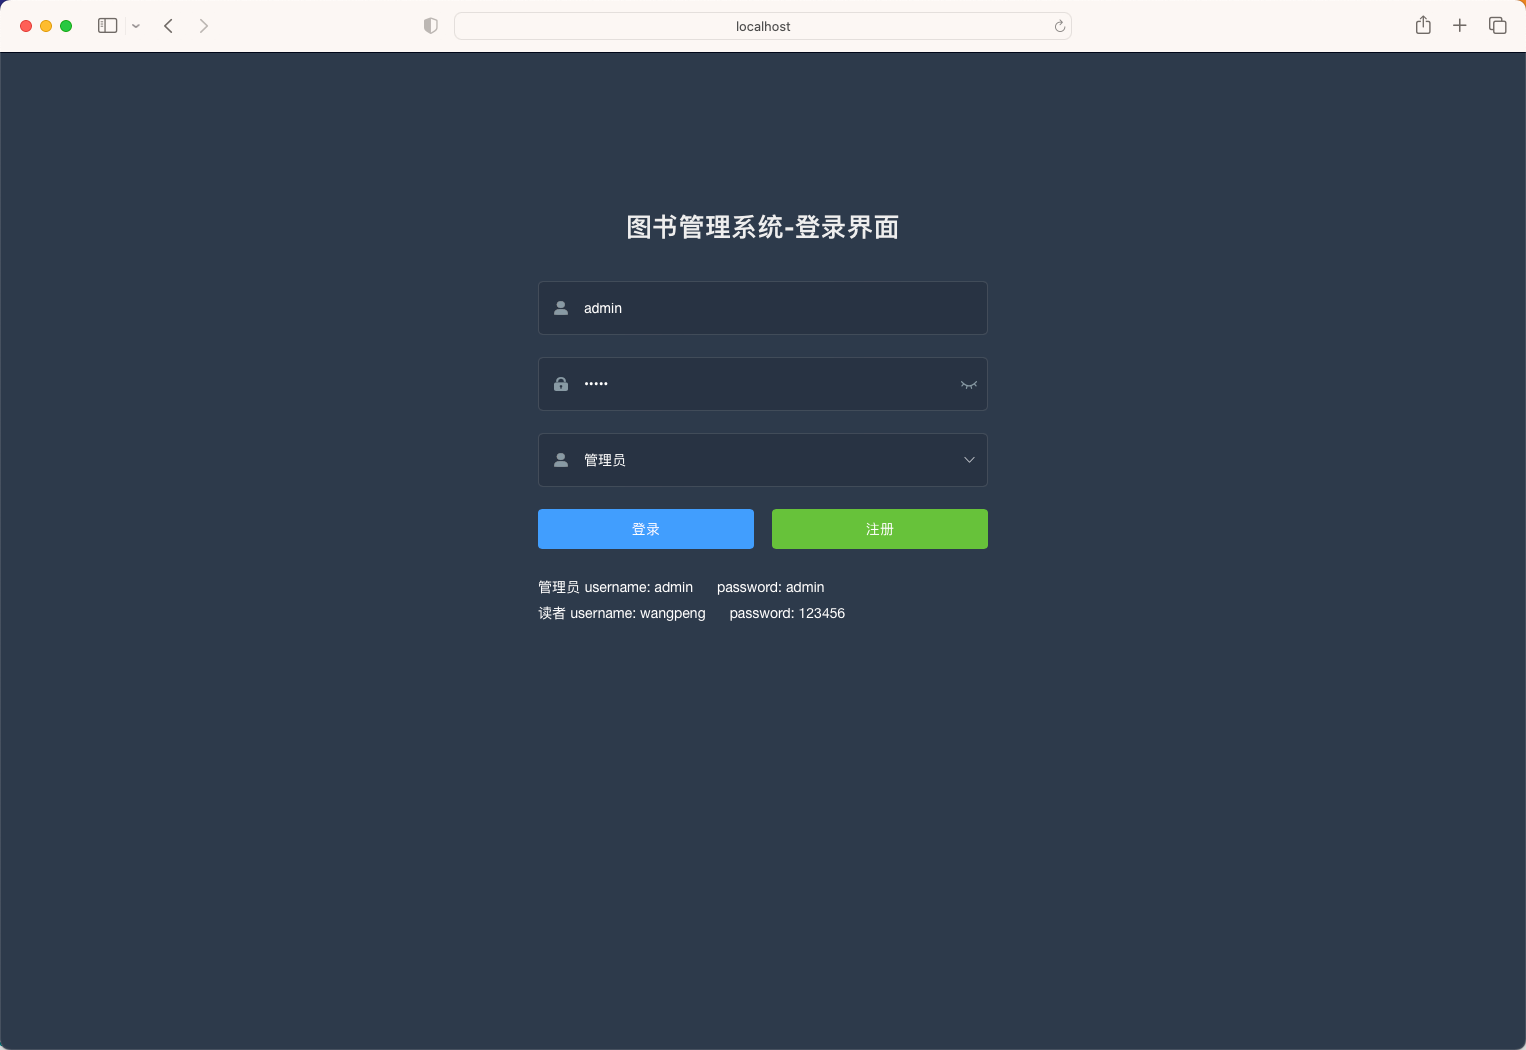 localhost
图书管理系统-登录界面
admin
•••••
管理员
登录 注册
管理员 username: admin password: admin
读者 username: wangpeng password: 123456